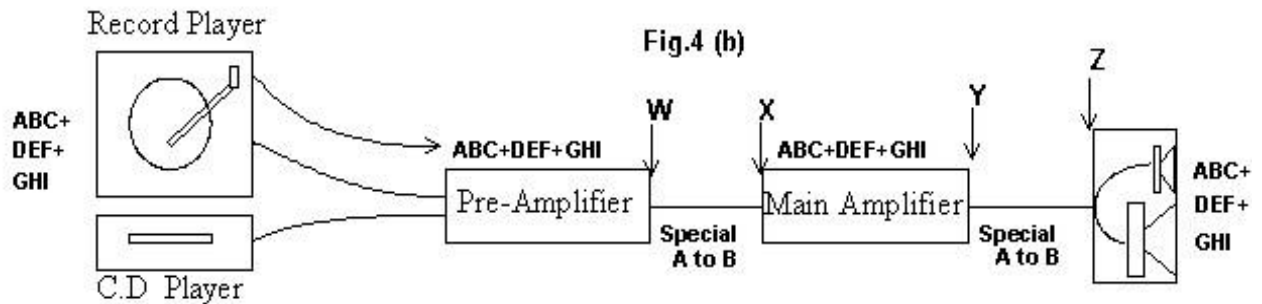 Record Player
Fig.4 (b)
Z
ABC+
DEF+
GHI
W
X
Y
ABC+DEF+GHI
ABC+DEF+GHI
Pre-Amplifier
Main Amplifier
ABC+
DEF+
GHI
Special
A to B
Special
A to B
C.D Player